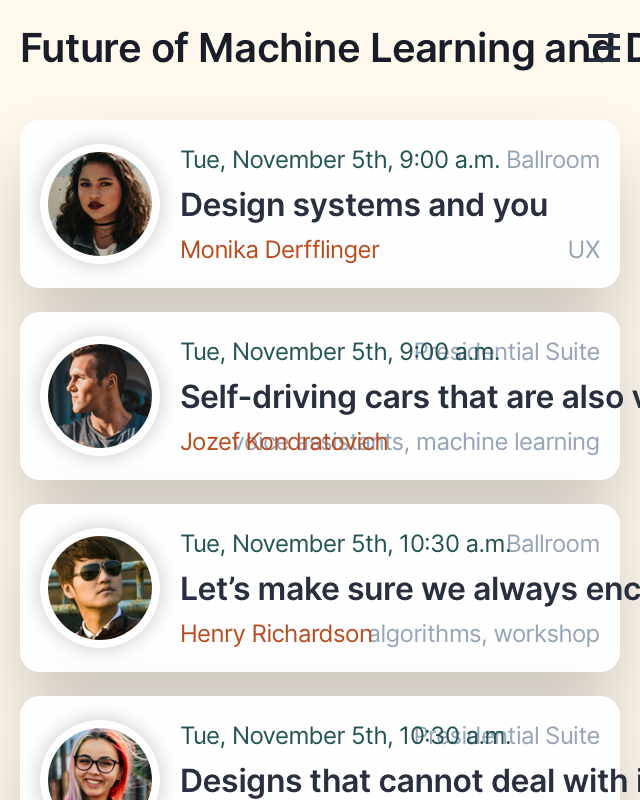 Future of Machine Learning and D
Tue, November 5th, 9:00 a.m. Ballroom
Design systems and you
Monika Derfflinger UX
Tue, November 5th, 9:00 a.m. Presidential Suite
Self-driving cars that are also v
Jozef Kondratovich voice assistants, machine learning
Tue, November 5th, 10:30 a.m. Ballroom
Let’s make sure we always enc
Henry Richardson algorithms, workshop
Tue, November 5th, 10:30 a.m. Presidential Suite
Designs that cannot deal with i